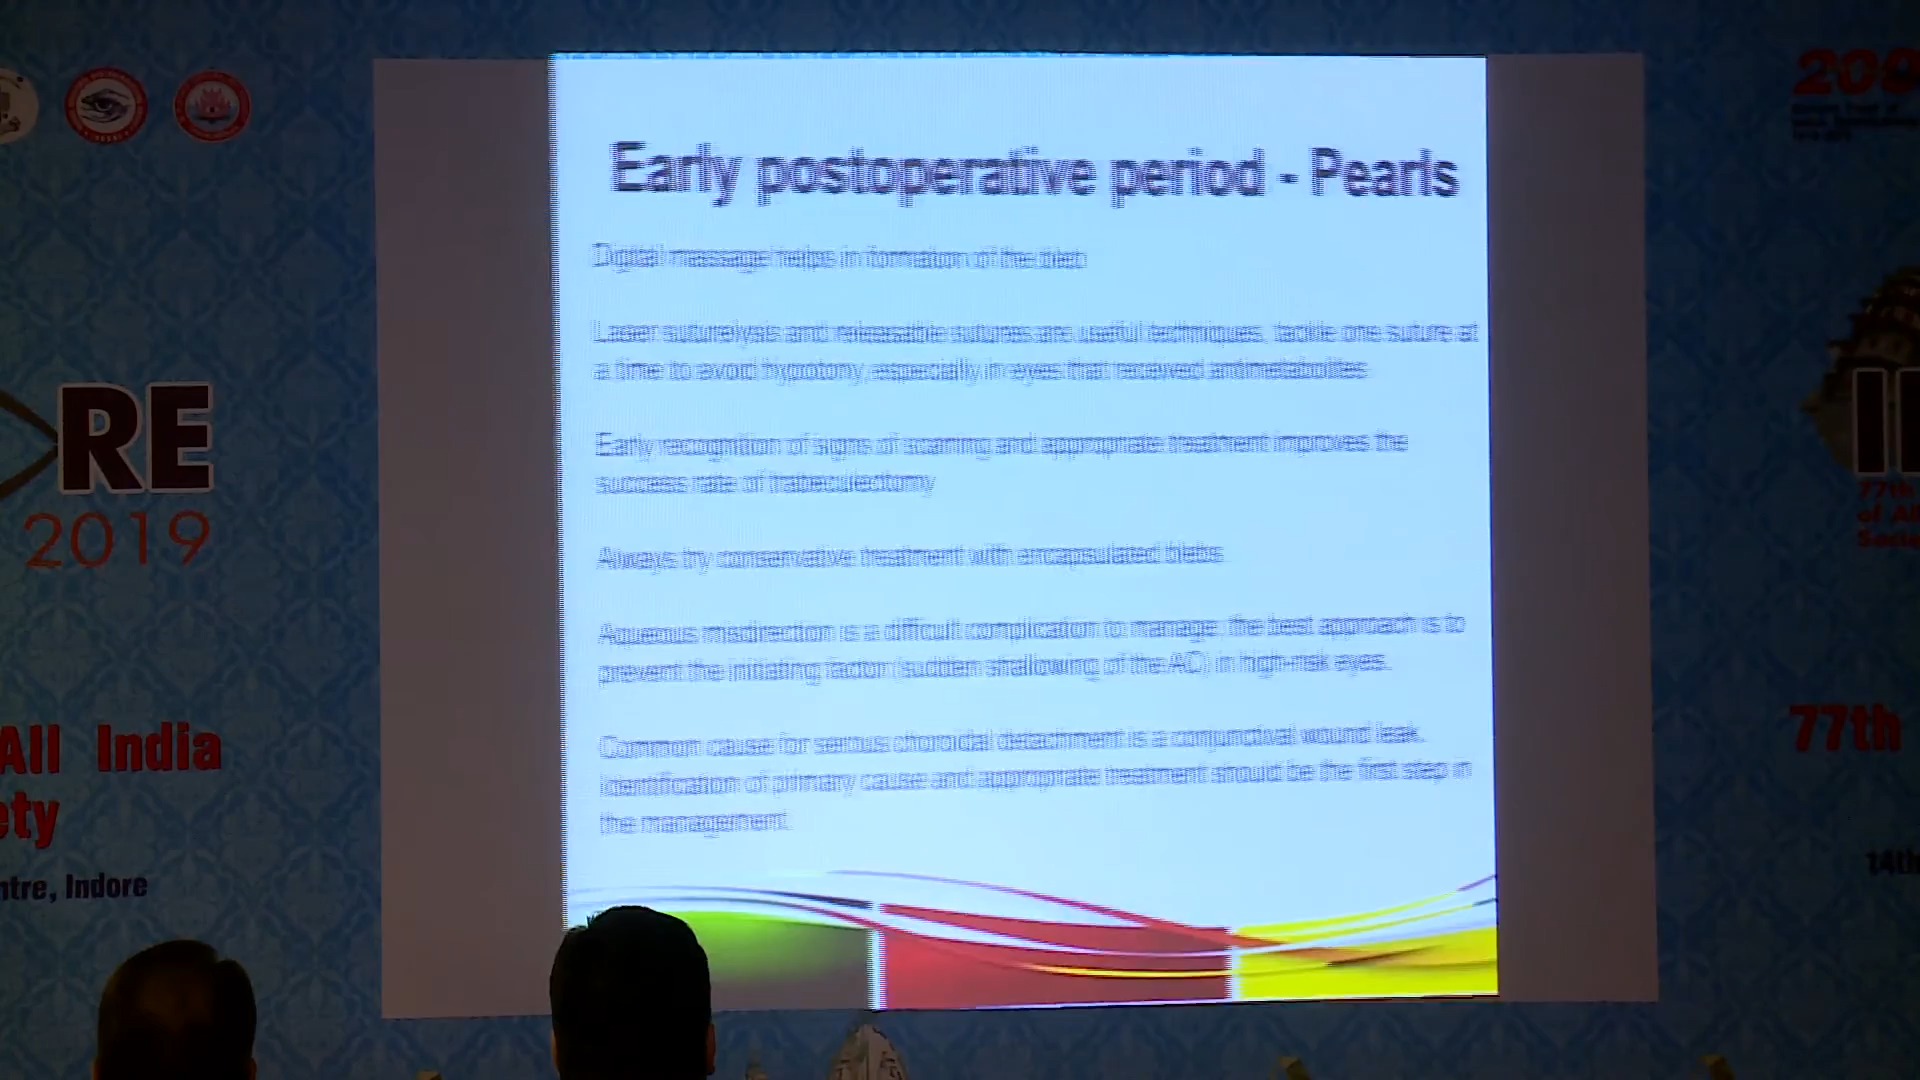 RE
2019
All India
ety
ntre, Indore
Early postoperative period - Pearls
Digital massage helps in formation of the bleb
Laser suturelysis and releasable sutures are useful techniques, tackle one suture at
a time to avoid hypotony, especially in eyes that received antimetabolites
Early recognition of signs of scarring and appropriate treatment improves the
success rate of trabeculectomy
Always try conservative treatment with encapsulated blebs
Aqueous misdirection is a difficult complication to manage; the best approach is to
prevent the initiating factor (sudden shallowing of the AC) in high-risk eyes.
Common cause for serous choroidal detachment is a conjunctival wound leak.
Identification of primary cause and appropriate treatment should be the first step in
the management.
200
77th
of Al
Socie
77th
14th